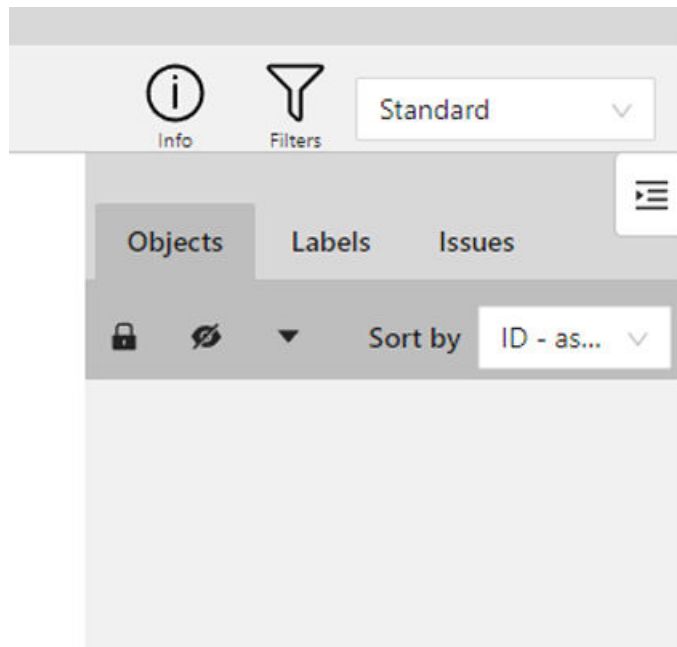 Info
Filters
Standard
Objects Labels Issues
Sort by ID - as...